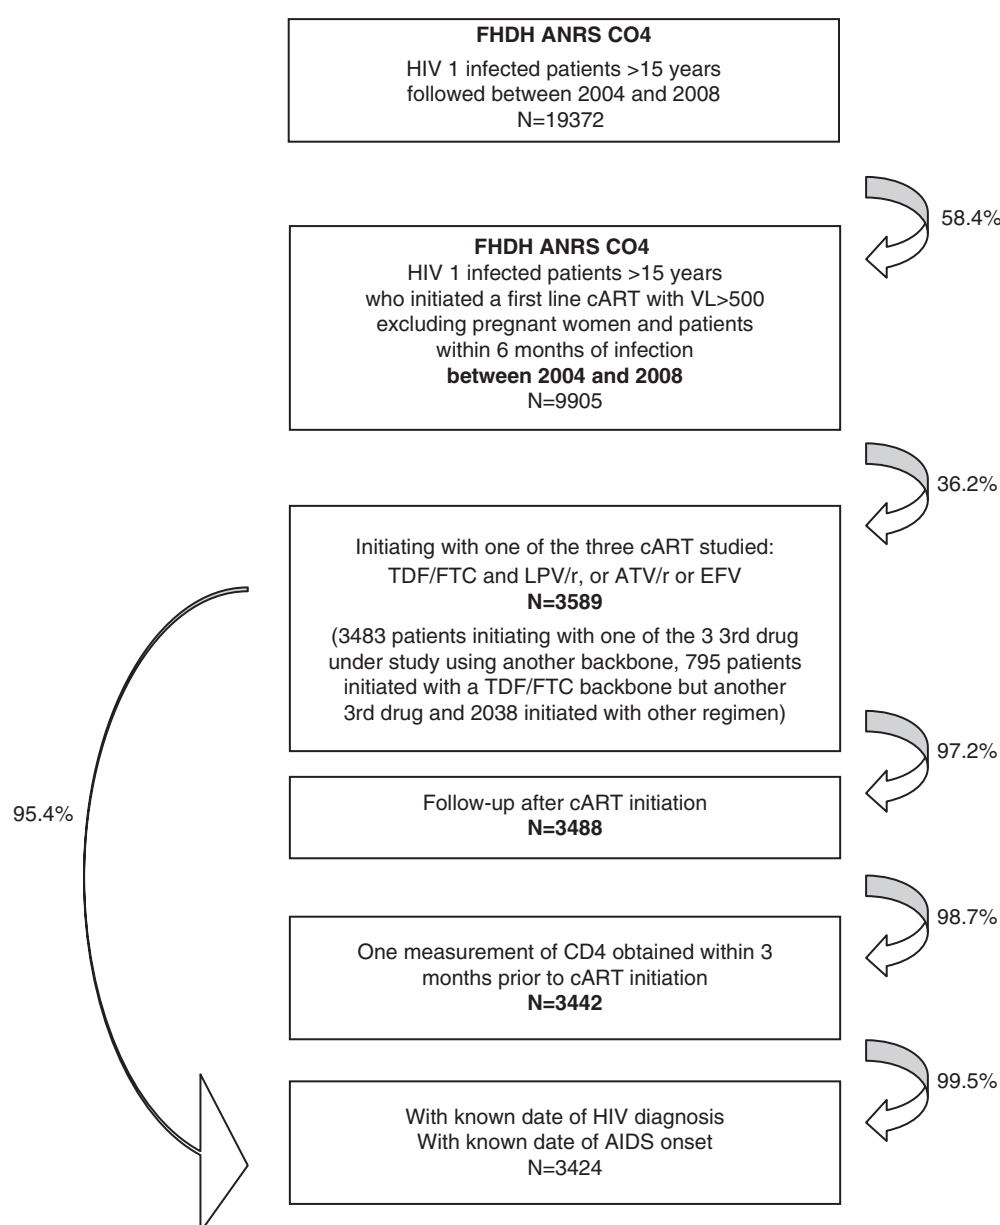 FHDH ANRS CO4
HIV 1 infected patients >15 years
followed between 2004 and 2008
N=19372
58.4%
FHDH ANRS CO4
HIV 1 infected patients >15 years
who initiated a first line cART with VL>500
excluding pregnant women and patients
within 6 months of infection
between 2004 and 2008
N=9905
36.2%
Initiating with one of the three cART studied:
TDF/FTC and LPV/r, or ATV/r or EFV
N=3589
(3483 patients initiating with one of the 3 3rd drug
under study using another backbone, 795 patients
initiated with a TDF/FTC backbone but another
3rd drug and 2038 initiated with other regimen)
97.2%
95.4%
Follow-up after cART initiation
N=3488
98.7%
One measurement of CD4 obtained within 3
months prior to cART initiation
N=3442
99.5%
With known date of HIV diagnosis
With known date of AIDS onset
N=3424